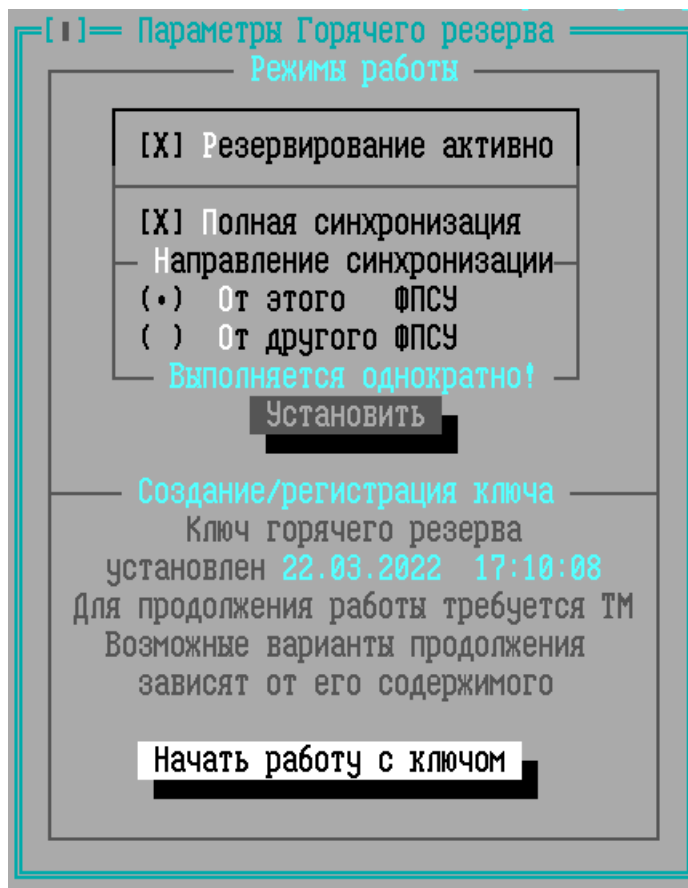 [▮] Параметры Горячего резерва
Режимы работы
[X] Резервирование активно
[X] Полная синхронизация
Направление синхронизации
(•) От этого ФПСУ
( ) От другого ФПСУ
Выполняется однократно!
Установить
Создание/регистрация ключа
Ключ горячего резерва
установлен 22.03.2022 17:10:08
Для продолжения работы требуется ТМ
Возможные варианты продолжения
зависят от его содержимого
Начать работу с ключом